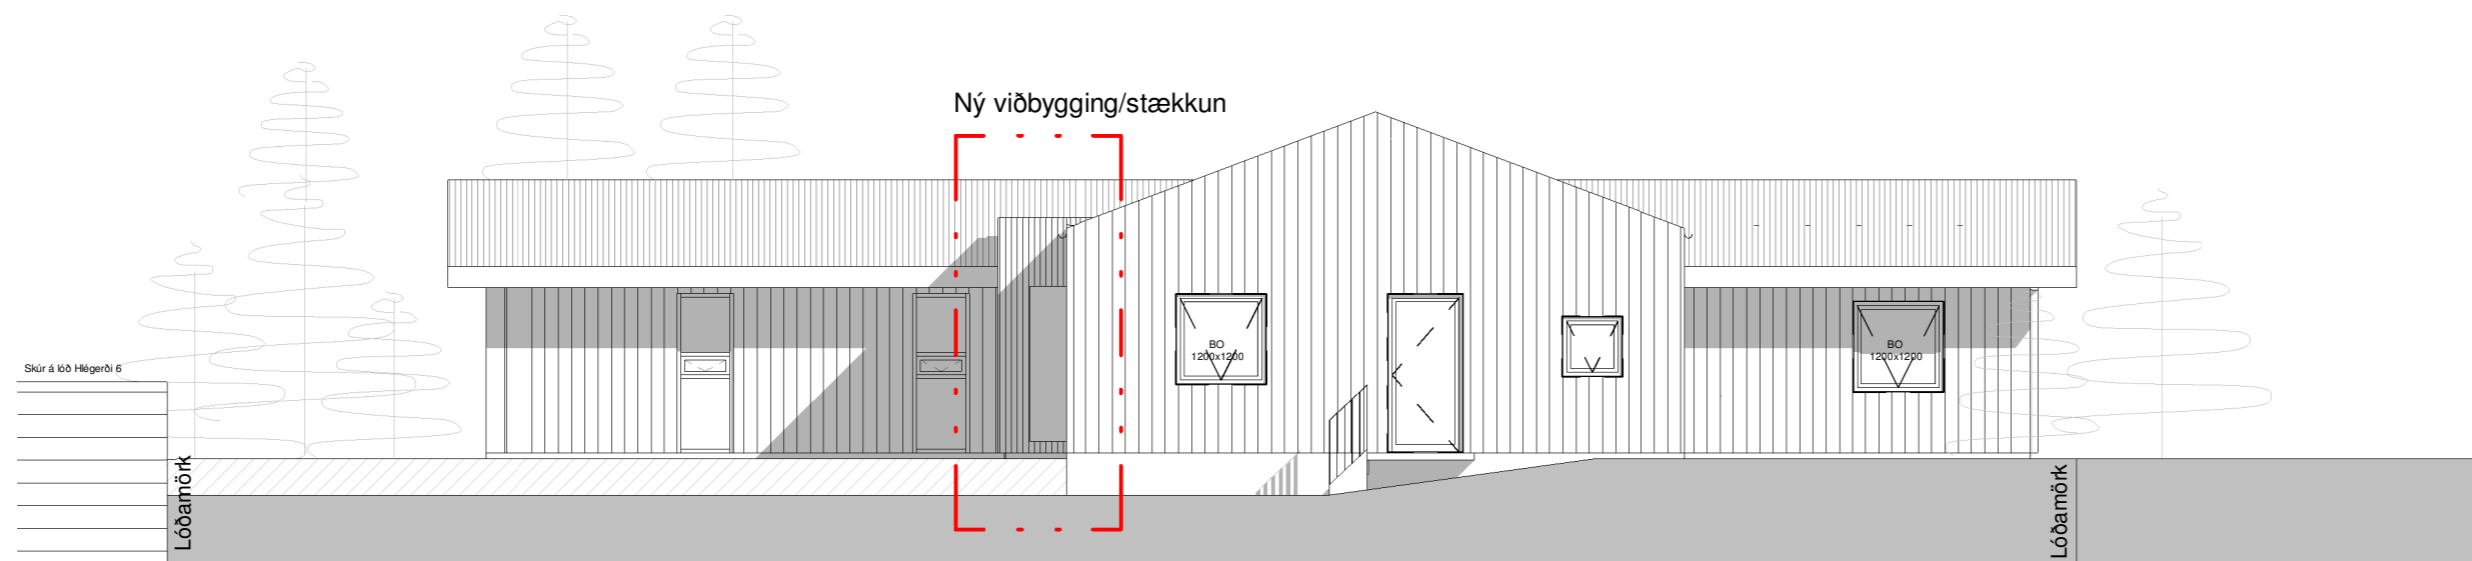 Ný viðbygging/stækkun
BO
1200x1200
BO
1200x1200
Skúr á lóð Hlégerði 6
Lóðamörk
Lóðamörk